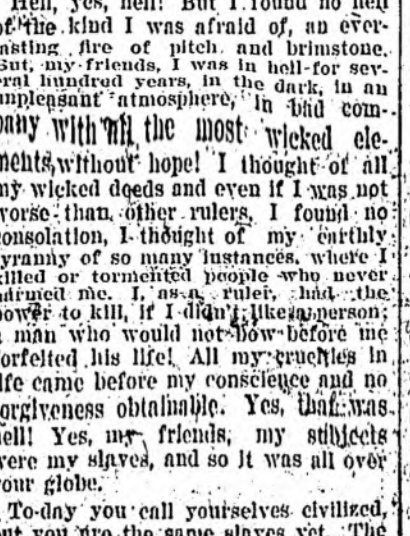 Hell, yes, hell! But I found no hell
of the kind I was afraid of, an ever-
asting fire of pitch and brimstone.
But, my friends, I was in hell for sev-
eral hundred years, in the dark, in an
unpleasant atmosphere, in bad com-
pany with all the most wicked ele-
ments, without hope! I thought of all
my wicked deeds and even if I was not
worse than other rulers, I found no
consolation, I thought of my earthly
tyranny of so many instances, where I
killed or tormented people who never
harmed me. I, as a ruler, had the
power to kill, if I didn't like a person;
a man who would not bow before me
forfeited his life! All my cruelties in
life came before my conscience and no
forgiveness obtainable. Yes, that was
hell! Yes, my friends, my subjects
were my slaves, and so it was all over
your globe.
To-day you call yourselves civilized,
but you are the same slaves yet. The